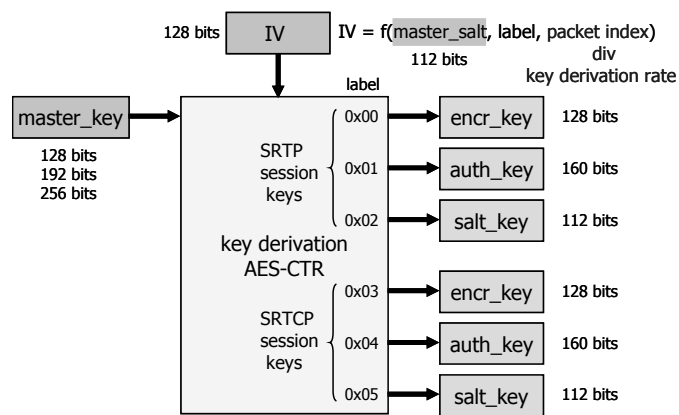 128 bits
IV
IV = f(master_salt, label, packet index)
112 bits
div
key derivation rate
label
master_key
128 bits
192 bits
256 bits
SRTP
session
keys
0x00
encr_key
128 bits
0x01
auth_key
160 bits
0x02
salt_key
112 bits
key derivation
AES-CTR
SRTCP
session
keys
0x03
encr_key
128 bits
0x04
auth_key
160 bits
0x05
salt_key
112 bits